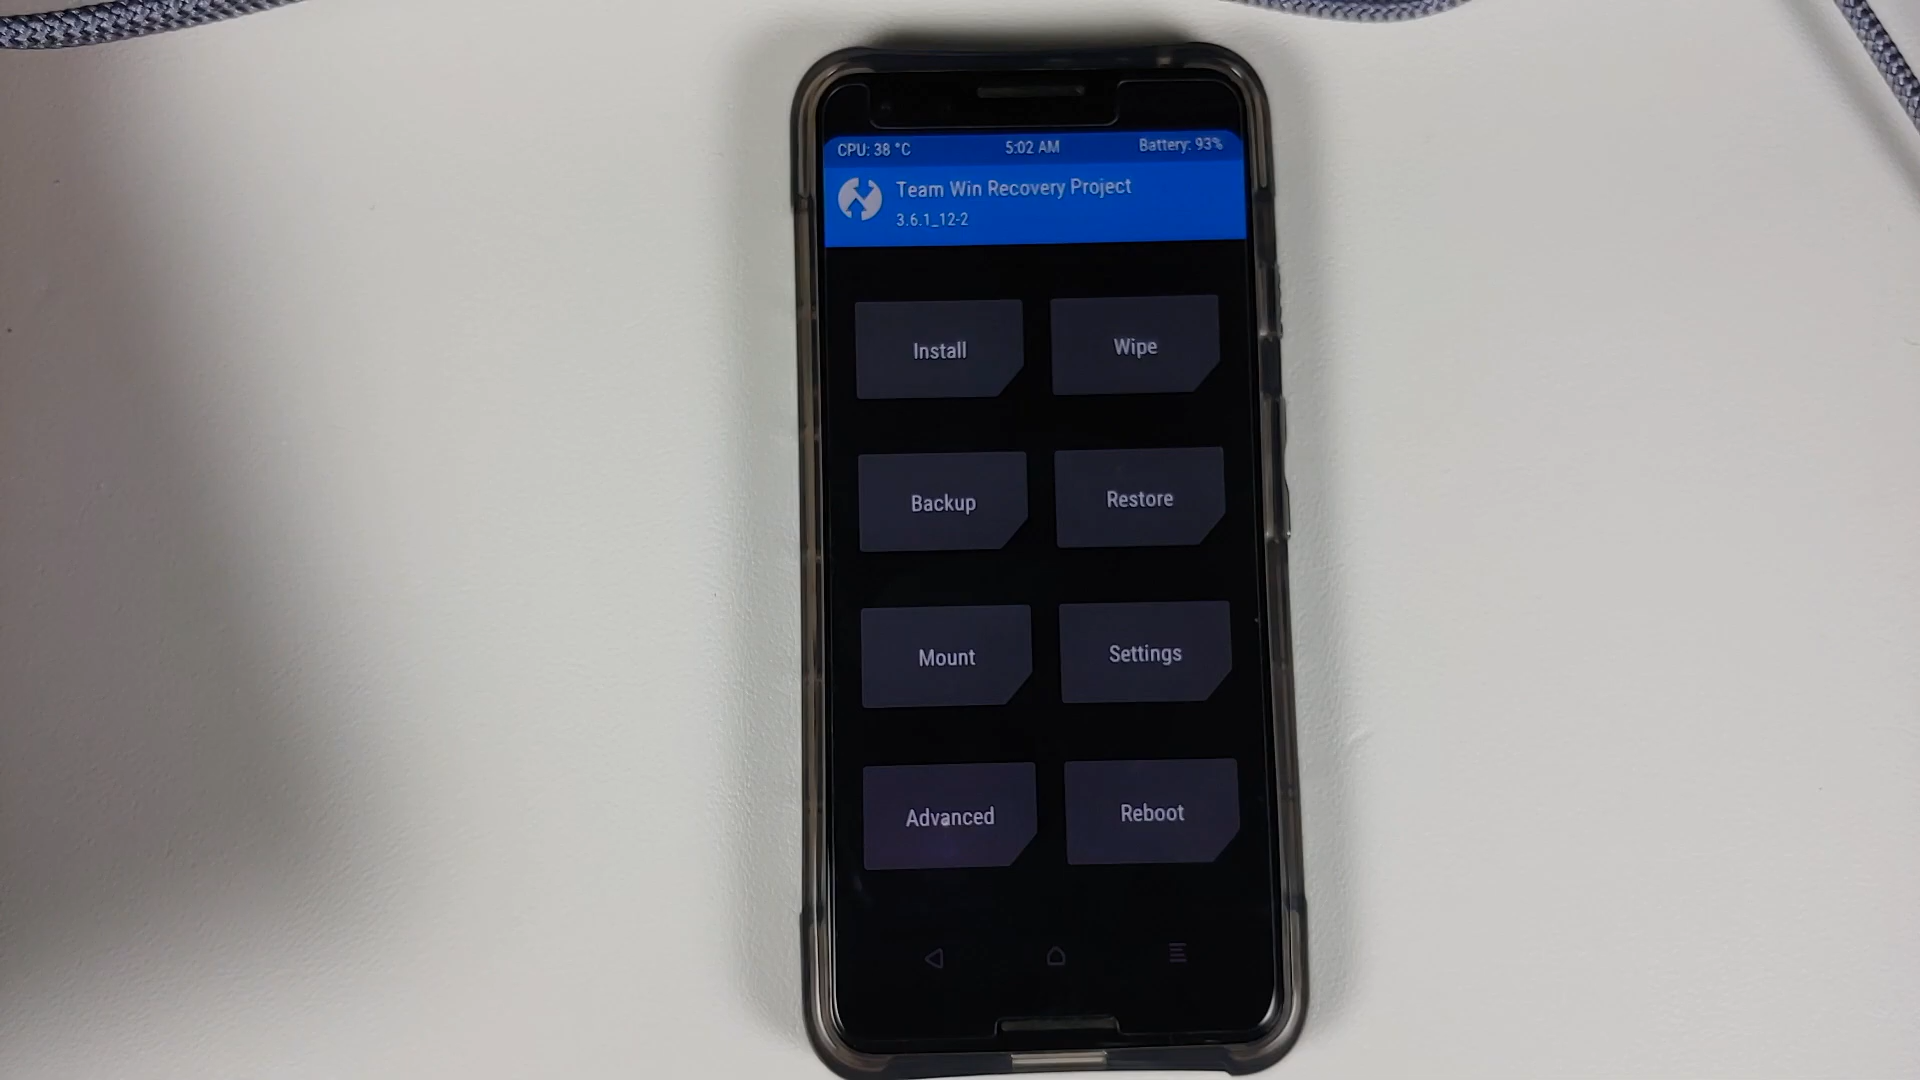 CPU: 38 °C 5:02 AM Battery: 93%
Team Win Recovery Project
3.6.1_12-2
Install Wipe
Backup Restore
Mount Settings
Advanced Reboot